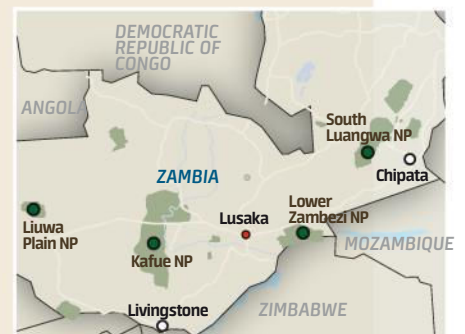 DEMOCRATIC
REPUBLIC OF
CONGO
ANGOLA
South
Luangwa NP
Chipata
ZAMBIA
Lower
Zambezi NP
Lusaka
Liuwa
Plain NP
MOZAMBIQUE
Kafue NP
Livingstone
ZIMBABWE